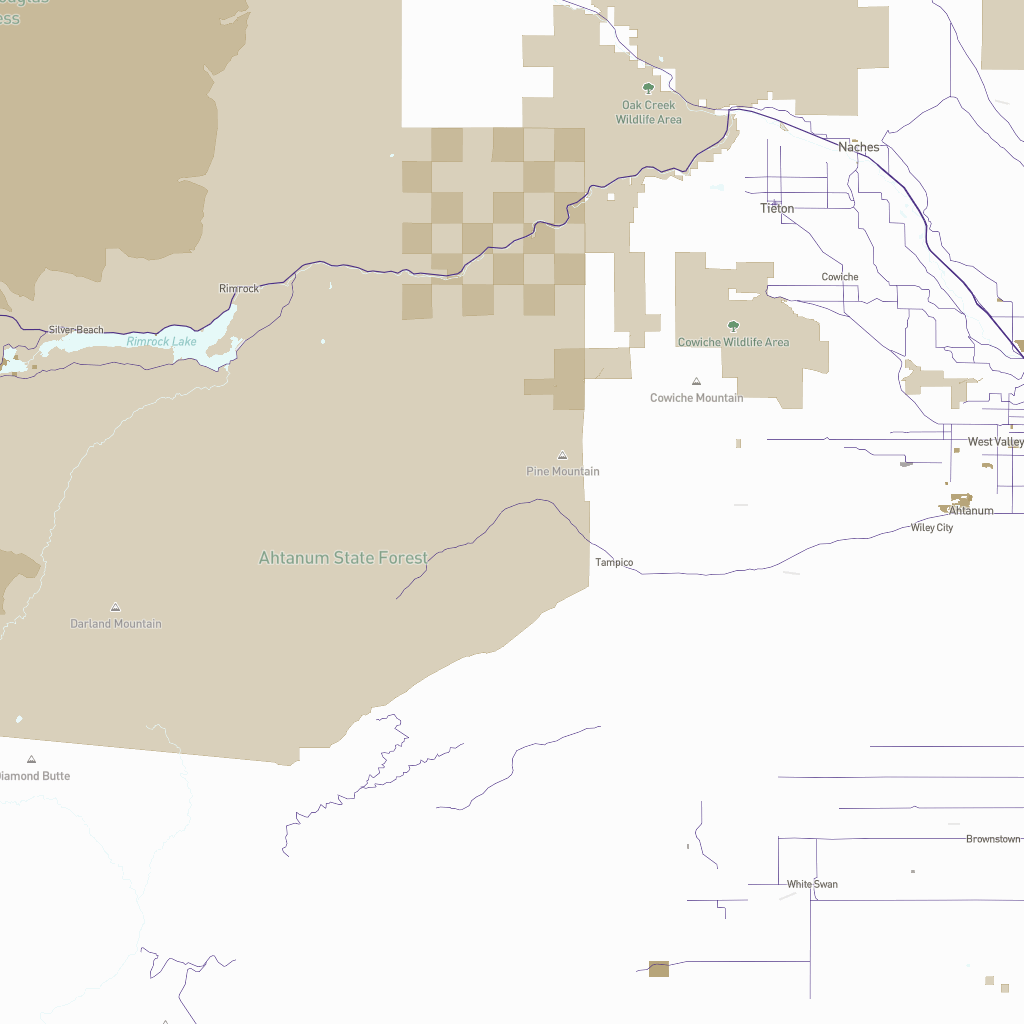 Oak Creek
Wildlife Area
Naches
Tieton
Cowiche
Rimrock
Silver Beach
Rimrock Lake
Cowiche Wildlife Area
Cowiche Mountain
West Valley
Pine Mountain
Ahtanum
Wiley City
Ahtanum State Forest
Tampico
Darland Mountain
Diamond Butte
Brownstown
White Swan